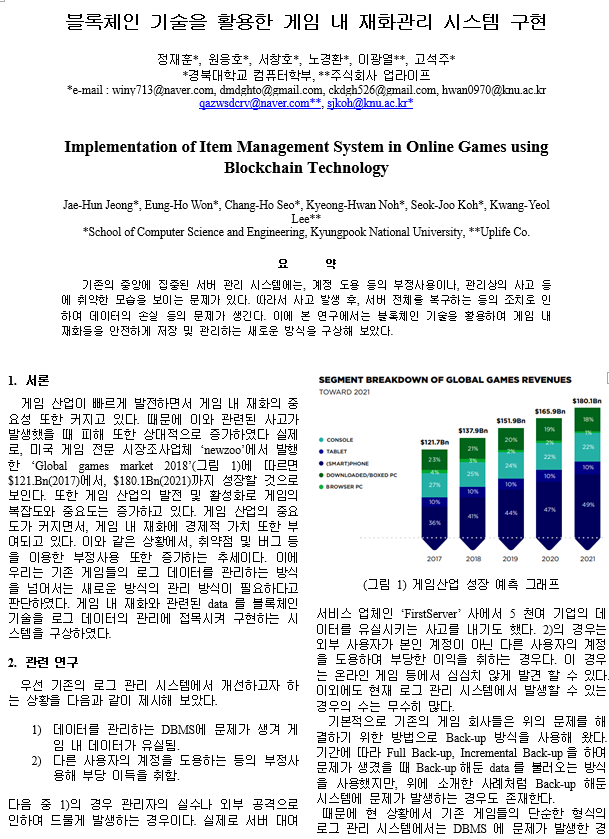 블록체인 기술을 활용한 게임 내 재화관리 시스템 구현
정재훈*, 원응호*, 서창호*, 노경환*, 이광열**, 고석주*
*경북대학교 컴퓨터학부, **주식회사 업라이프
*e-mail : winy713@naver.com, dmdghto@gmail.com, ckdgh526@gmail.com, hwan0970@knu.ac.kr
qazwsdcrv@naver.com**, sjkoh@knu.ac.kr*
Implementation of Item Management System in Online Games using
Blockchain Technology
Jae-Hun Jeong*, Eung-Ho Won*, Chang-Ho Seo*, Kyeong-Hwan Noh*, Seok-Joo Koh*, Kwang-Yeol
Lee**
*School of Computer Science and Engineering, Kyungpook National University, **Uplife Co.
요 약
기존의 중앙에 집중된 서버 관리 시스템에는, 계정 도용 등의 부정사용이나, 관리상의 사고 등
에 취약한 모습을 보이는 문제가 있다. 따라서 사고 발생 후, 서버 전체를 복구하는 등의 조치로 인
하여 데이터의 손실 등의 문제가 생긴다. 이에 본 연구에서는 블록체인 기술을 활용하여 게임 내
재화들을 안전하게 저장 및 관리하는 새로운 방식을 구상해 보았다.
1. 서론
게임 산업이 빠르게 발전하면서 게임 내 재화의 중
요성 또한 커지고 있다. 때문에 이와 관련된 사고가
발생했을 때 피해 또한 상대적으로 증가하였다 실제
로, 미국 게임 전문 시장조사업체 ‘newzoo’에서 발행
한 ‘Global games market 2018’(그림 1)에 따르면
$121.Bn(2017)에서, $180.1Bn(2021)까지 성장할 것으로
보인다. 또한 게임 산업의 발전 및 활성화로 게임의
복잡도와 중요도는 증가하고 있다. 게임 산업의 중요
도가 커지면서, 게임 내 재화에 경제적 가치 또한 부
여되고 있다. 이와 같은 상황에서, 취약점 및 버그 등
을 이용한 부정사용 또한 증가하는 추세이다. 이에
우리는 기존 게임들의 로그 데이터를 관리하는 방식
을 넘어서는 새로운 방식의 관리 방식이 필요하다고
판단하였다. 게임 내 재화와 관련된 data 를 블록체인
기술을 로그 데이터의 관리에 접목시켜 구현하는 시
스템을 구상하였다.
2. 관련 연구
우선 기존의 로그 관리 시스템에서 개선하고자 하
는 상황을 다음과 같이 제시해 보았다.
1) 데이터를 관리하는 DBMS에 문제가 생겨 게
임 내 데이터가 유실됨.
2) 다른 사용자의 계정을 도용하는 등의 부정사
용해 부당 이득을 취함.
다음 중 1)의 경우 관리자의 실수나 외부 공격으로
인하여 드물게 발생하는 경우이다. 실제로 서버 대여
SEGMENT BREAKDOWN OF GLOBAL GAMES REVENUES
TOWARD 2021
CONSOLE
TABLET
(SMART)PHONE
DOWNLOADED/BOXED PC
BROWSER PC
$121.7Bn
23%
4%
27%
10%
36%
2017
$137.9Bn
21%
3%
25%
10%
41%
2018
$151.9Bn
20%
2%
24%
10%
44%
2019
$165.9Bn
19%
2%
22%
10%
47%
2020
$180.1Bn
18%
1%
22%
10%
49%
2021
(그림 1) 게임산업 성장 예측 그래프
서비스 업체인 ‘FirstServer’ 사에서 5 천여 기업의 데
이터를 유실시키는 사고를 내기도 했다. 2)의 경우는
외부 사용자가 본인 계정이 아닌 다른 사용자의 계정
을 도용하여 부당한 이익을 취하는 경우다. 이 경우
는 온라인 게임 등에서 심심치 않게 발견 할 수 있다.
이외에도 현재 로그 관리 시스템에서 발생할 수 있는
경우의 수는 무수히 많다.
기본적으로 기존의 게임 회사들은 위의 문제를 해
결하기 위한 방법으로 Back-up 방식을 사용해 왔다.
기간에 따라 Full Back-up, Incremental Back-up 을 하여
문제가 생겼을 때 Back-up 해둔 data 를 불러오는 방식
을 사용했지만, 위에 소개한 사례처럼 Back-up 해둔
시스템에 문제가 발생하는 경우도 존재한다.
때문에 현 상황에서 기존 게임들의 단순한 형식의
로그 관리 시스템에서는 DBMS 에 문제가 발생한 경